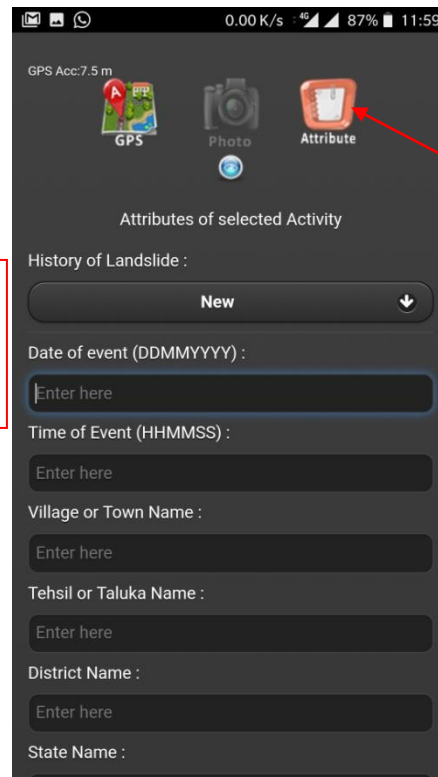 0.00 K/s 4G 87% 11:59
GPS Acc:7.5 m
GPS Photo Attribute
Attributes of selected Activity
History of Landslide :
New
Date of event (DDMMYYYY) :
Enter here
Time of Event (HHMMSS) :
Enter here
Village or Town Name :
Enter here
Tehsil or Taluka Name :
Enter here
District Name :
Enter here
State Name :